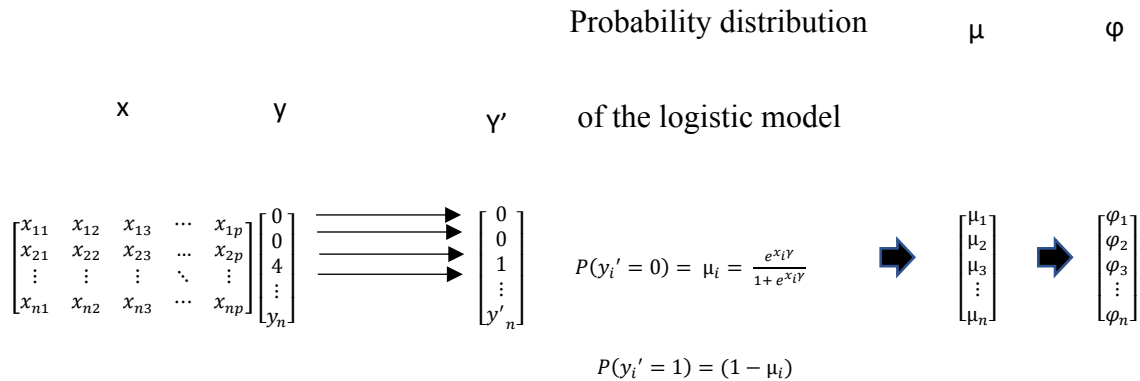 Probability distribution
μ
φ
x
y
Y’
of the logistic model
x₁₁ x₁₂ x₁₃ ⋯ x₁ₚ
x₂₁ x₂₂ x₂₃ … x₂ₚ
⋮ ⋮ ⋮ ⋱ ⋮
xₙ₁ xₙ₂ xₙ₃ ⋯ xₙₚ
0
0
4
⋮
yₙ
0
0
1
⋮
y'ₙ
P(yᵢ′ = 0) = μᵢ = e^{xᵢγ} / (1+ e^{xᵢγ})
P(yᵢ′ = 1) = (1 − μᵢ)
μ₁
μ₂
μ₃
⋮
μₙ
φ₁
φ₂
φ₃
⋮
φₙ